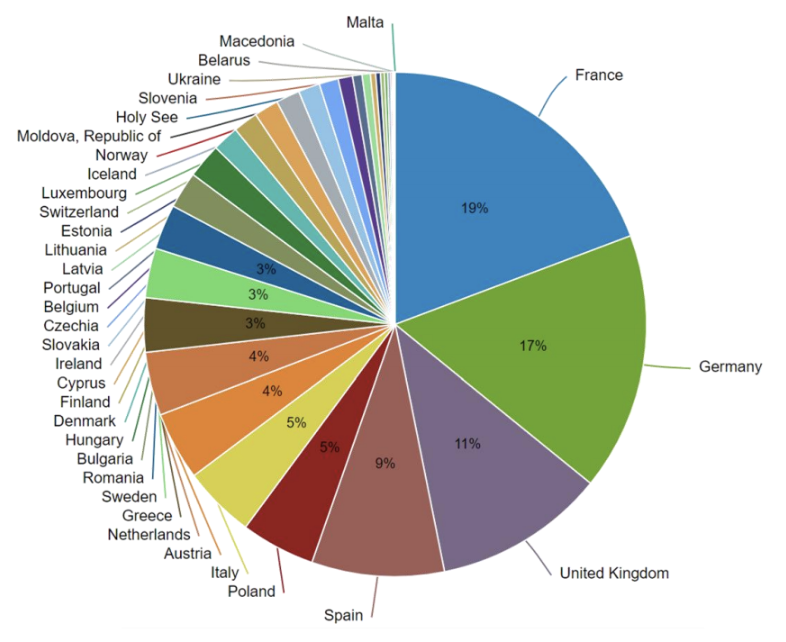 Malta
Macedonia
Belarus
Ukraine
Slovenia
Holy See
Moldova, Republic of
Norway
Iceland
Luxembourg
Switzerland
Estonia
Lithuania
Latvia
Portugal
Belgium
Czechia
Slovakia
Ireland
Cyprus
Finland
Denmark
Hungary
Bulgaria
Romania
Sweden
Greece
Netherlands
Austria
Italy
Poland
Spain
United Kingdom
Germany
France
19%
17%
11%
9%
5%
5%
4%
4%
3%
3%
3%